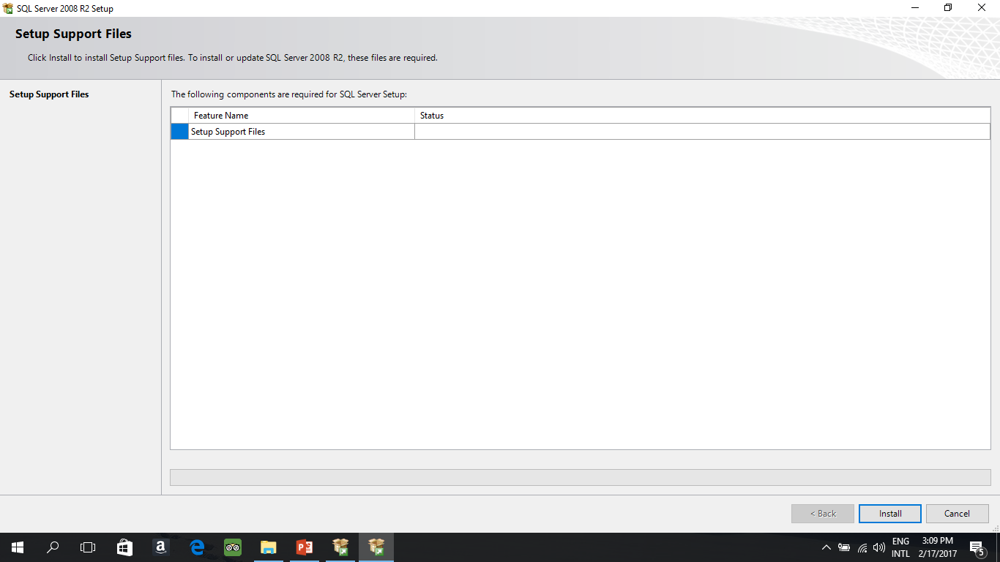 SQL Server 2008 R2 Setup
Setup Support Files
Click Install to install Setup Support files. To install or update SQL Server 2008 R2, these files are required.
Setup Support Files
The following components are required for SQL Server Setup:
Feature Name Status
Setup Support Files
< Back Install Cancel
ENG 3:09 PM
INTL 2/17/2017 5